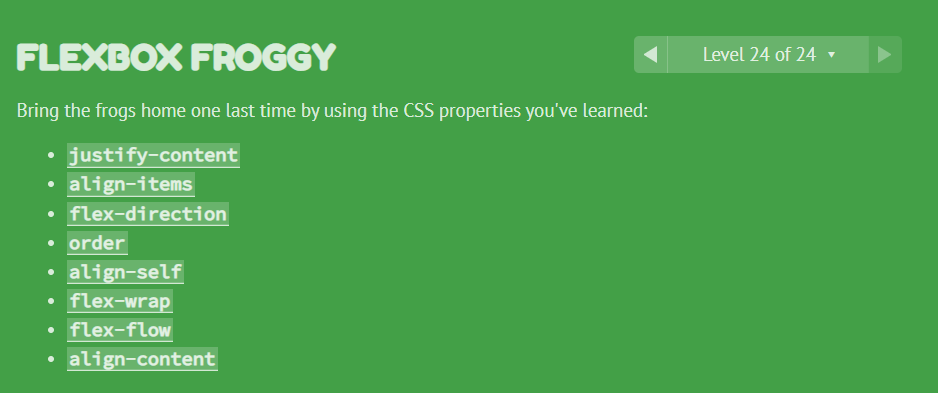 FLEXBOX FROGGY
Level 24 of 24
Bring the frogs home one last time by using the CSS properties you've learned:
justify-content
align-items
flex-direction
order
align-self
flex-wrap
flex-flow
align-content